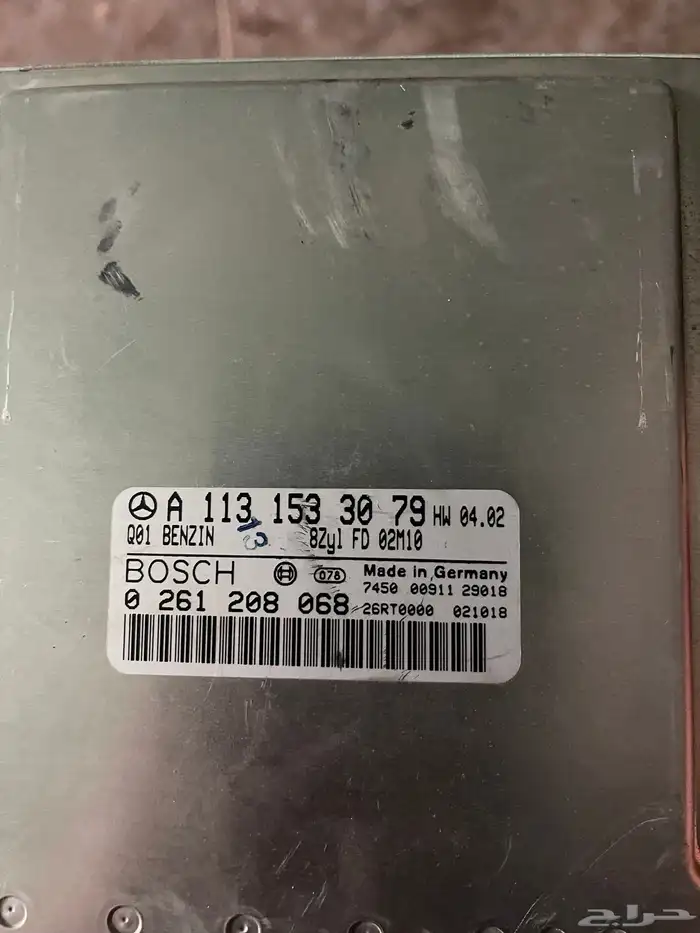 A 113 153 30 79 HW 04.02
Q01 BENZIN 8Zyl FD 02M10
BOSCH 078 Made in Germany
7450 00911 29018
0 261 208 068 26RT0000 021018
حراج